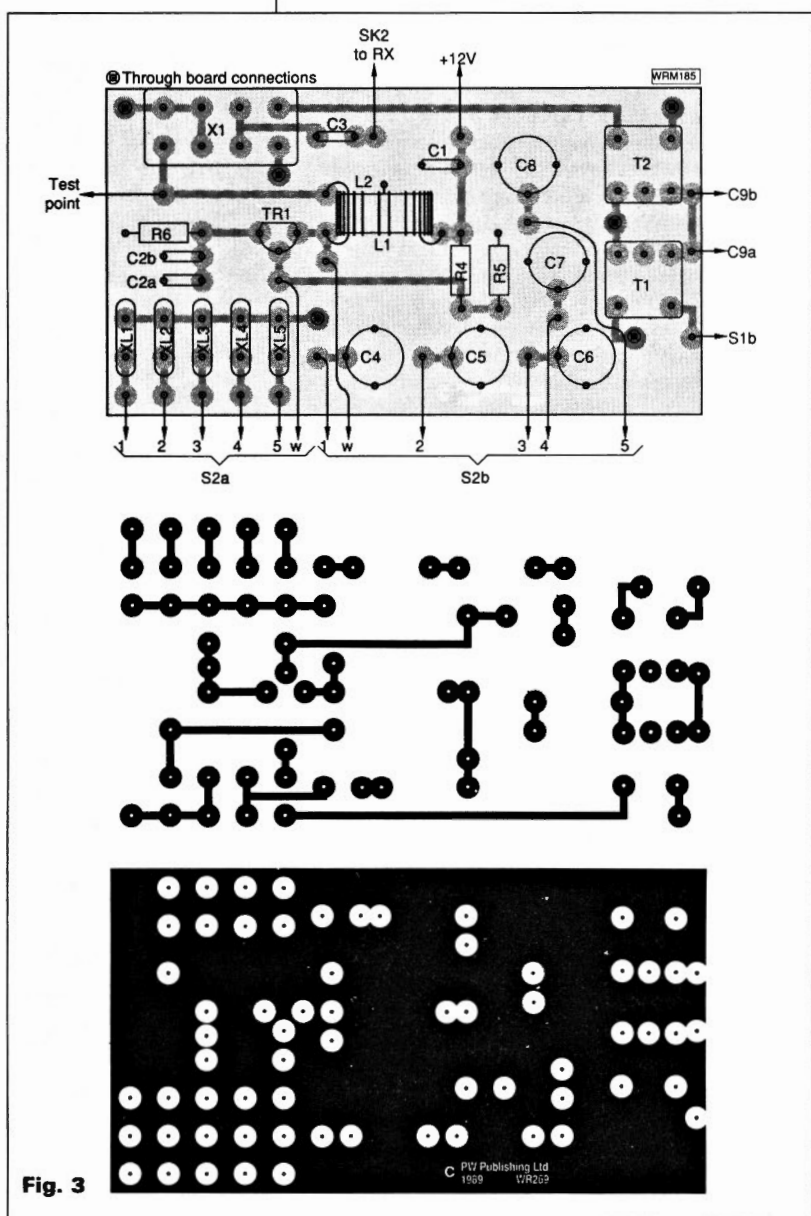 SK2
to RX
+12V
Through board connections
WRM185
X1
C3
C1
C8
T2
Test
point
L2
C9b
R6
TR1
L1
C2b
C2a
R4
R5
C7
C9a
T1
XL1
XL2
XL3
XL4
XL5
C4
C5
C6
S1b
1
2
3
4
5
w
1
w
2
3
4
5
S2a
S2b
C PW Publishing Ltd
1989 WR269
Fig. 3